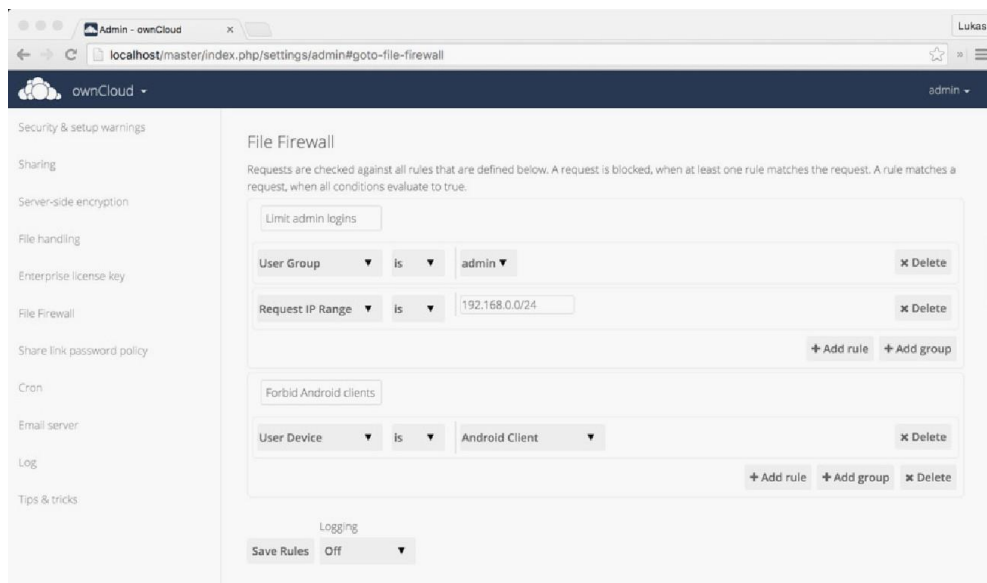 Admin - ownCloud
Lukas
localhost/master/index.php/settings/admin#goto-file-firewall
ownCloud
admin
Security & setup warnings
Sharing
Server-side encryption
File handling
Enterprise license key
File Firewall
Share link password policy
Cron
Email server
Log
Tips & tricks
File Firewall
Requests are checked against all rules that are defined below. A request is blocked, when at least one rule matches the request. A rule matches a
request, when all conditions evaluate to true.
Limit admin logins
User Group is admin Delete
Request IP Range is 192.168.0.0/24 Delete
+ Add rule + Add group
Forbid Android clients
User Device is Android Client Delete
+ Add rule + Add group Delete
Logging
Save Rules Off